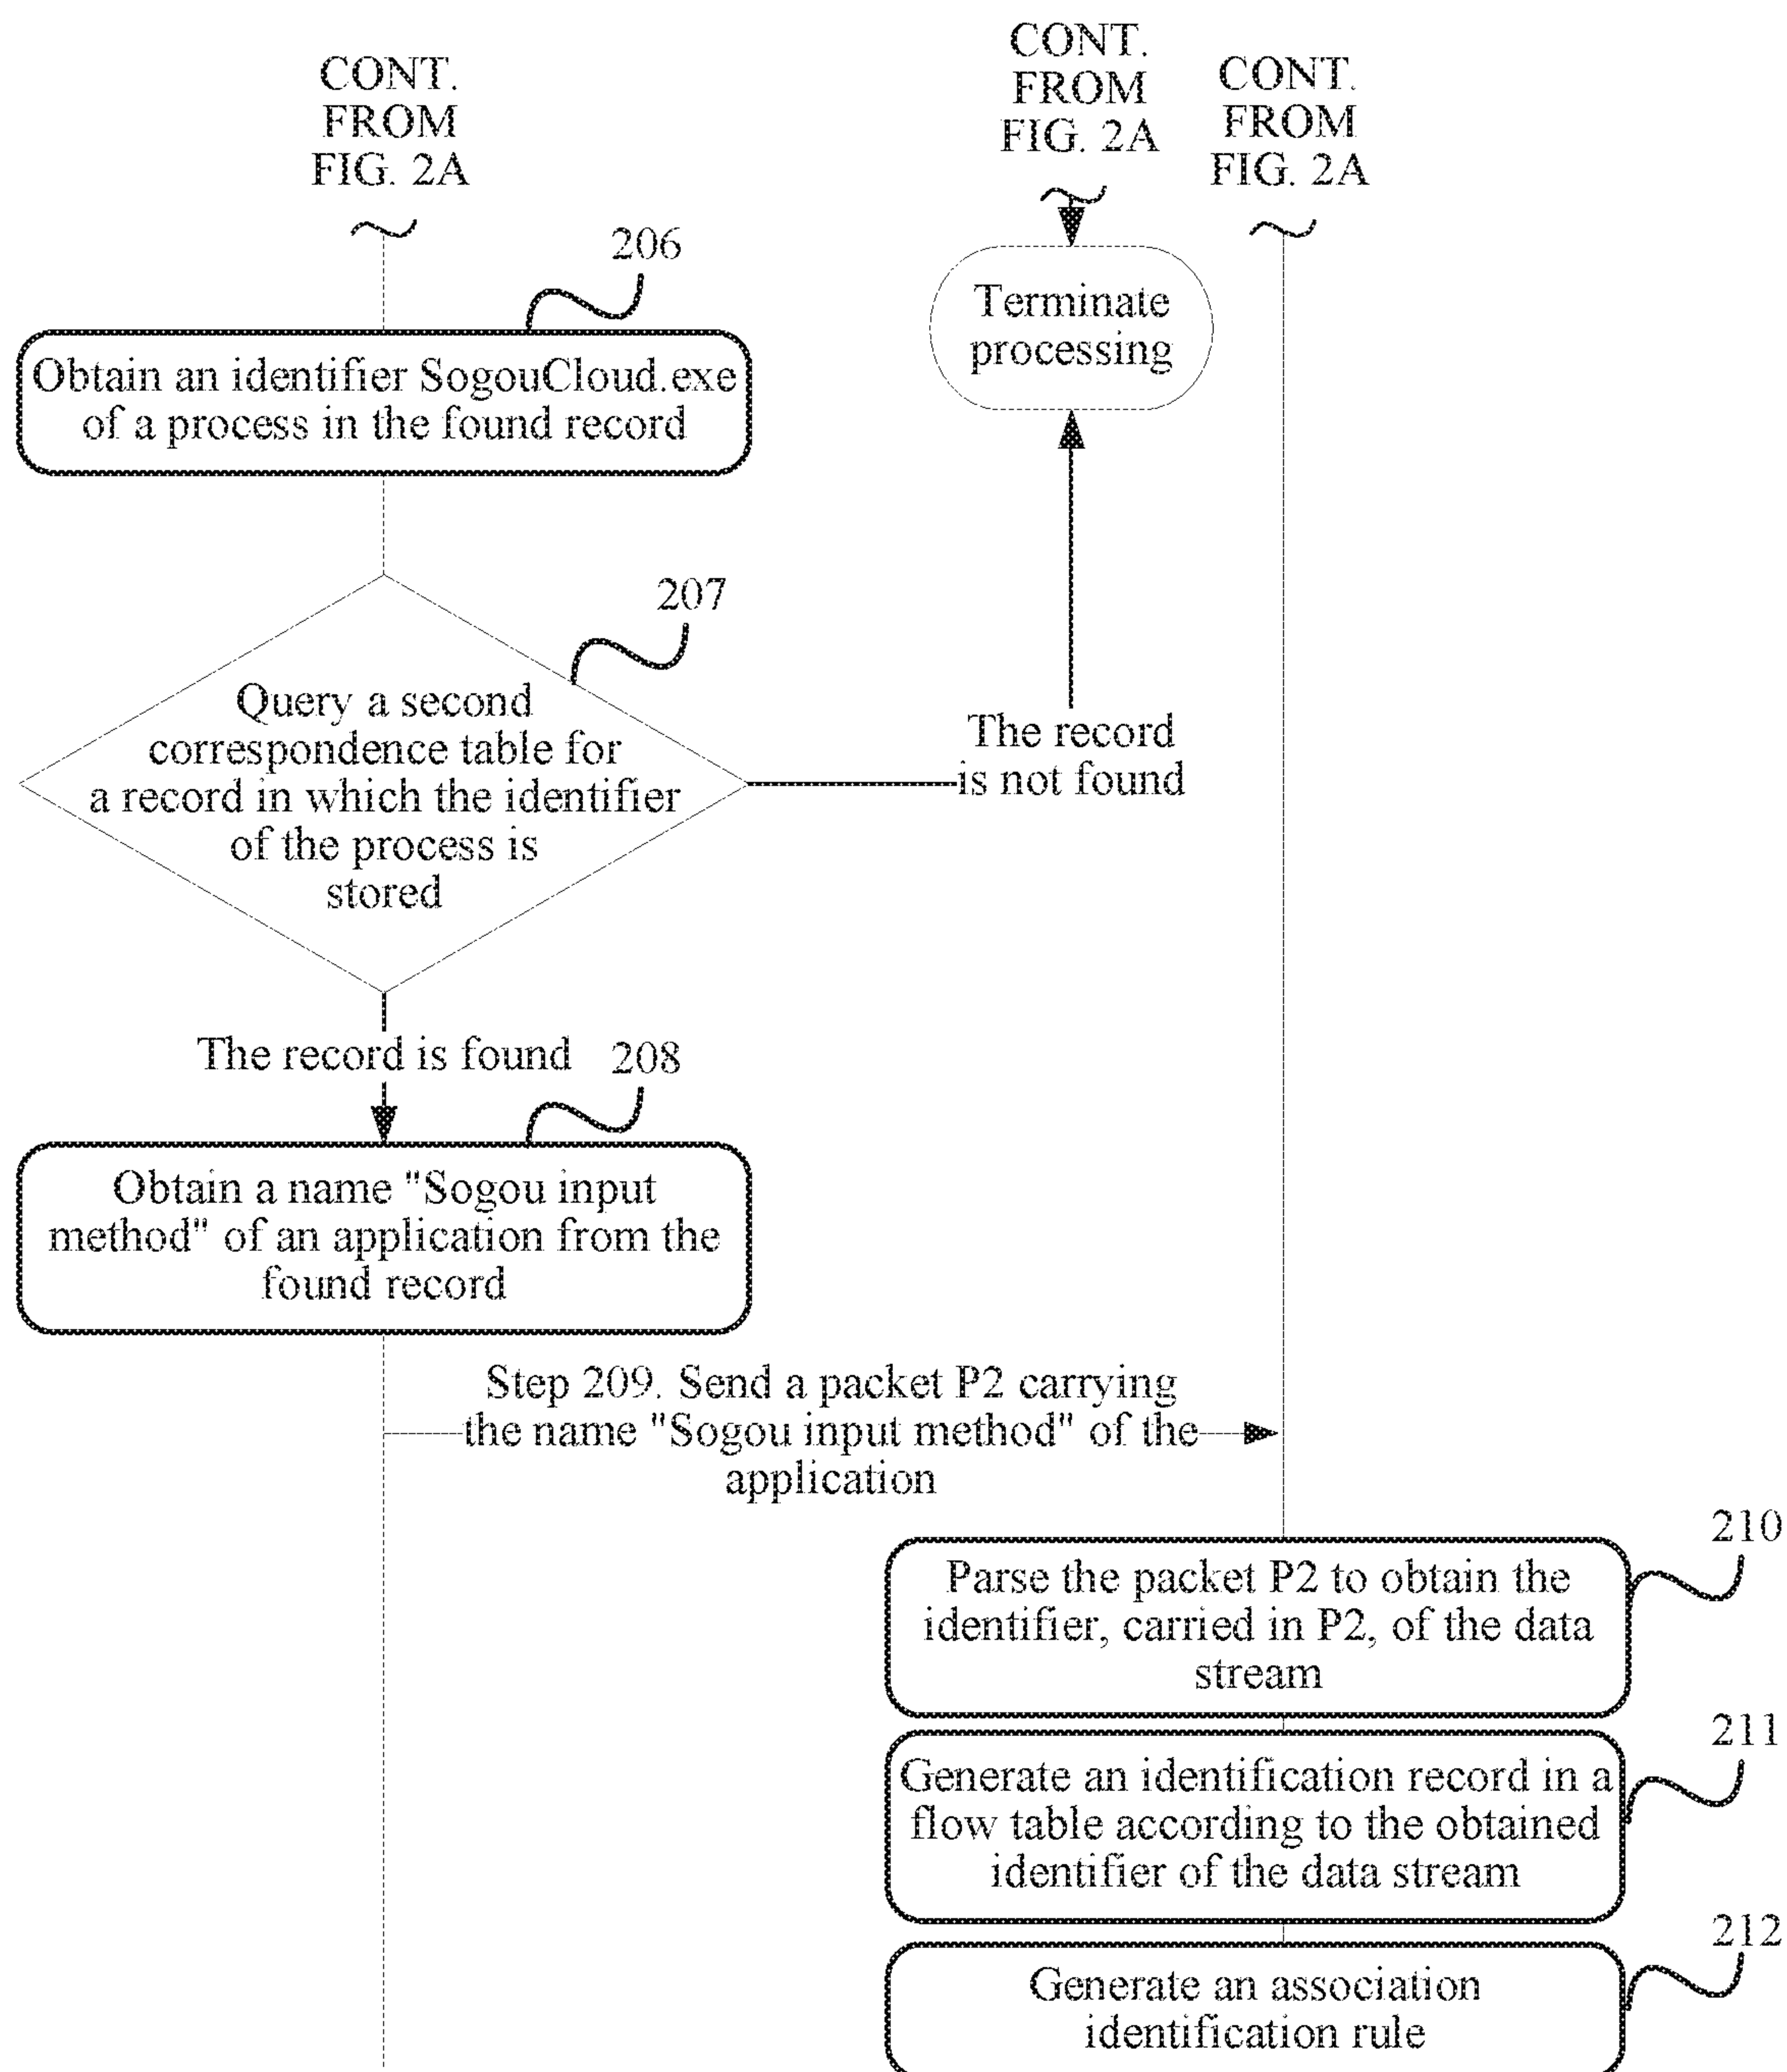 CONT.
FROM
FIG. 2A
CONT.
FROM
FIG. 2A
CONT.
FROM
FIG. 2A
206
Obtain an identifier SogouCloud.exe
of a process in the found record
Terminate
processing
207
Query a second
correspondence table for
a record in which the identifier
of the process is
stored
The record
is not found
The record is found
208
Obtain a name "Sogou input
method" of an application from the
found record
Step 209. Send a packet P2 carrying
the name "Sogou input method" of the
application
210
Parse the packet P2 to obtain the
identifier, carried in P2, of the data
stream
211
Generate an identification record in a
flow table according to the obtained
identifier of the data stream
212
Generate an association
identification rule